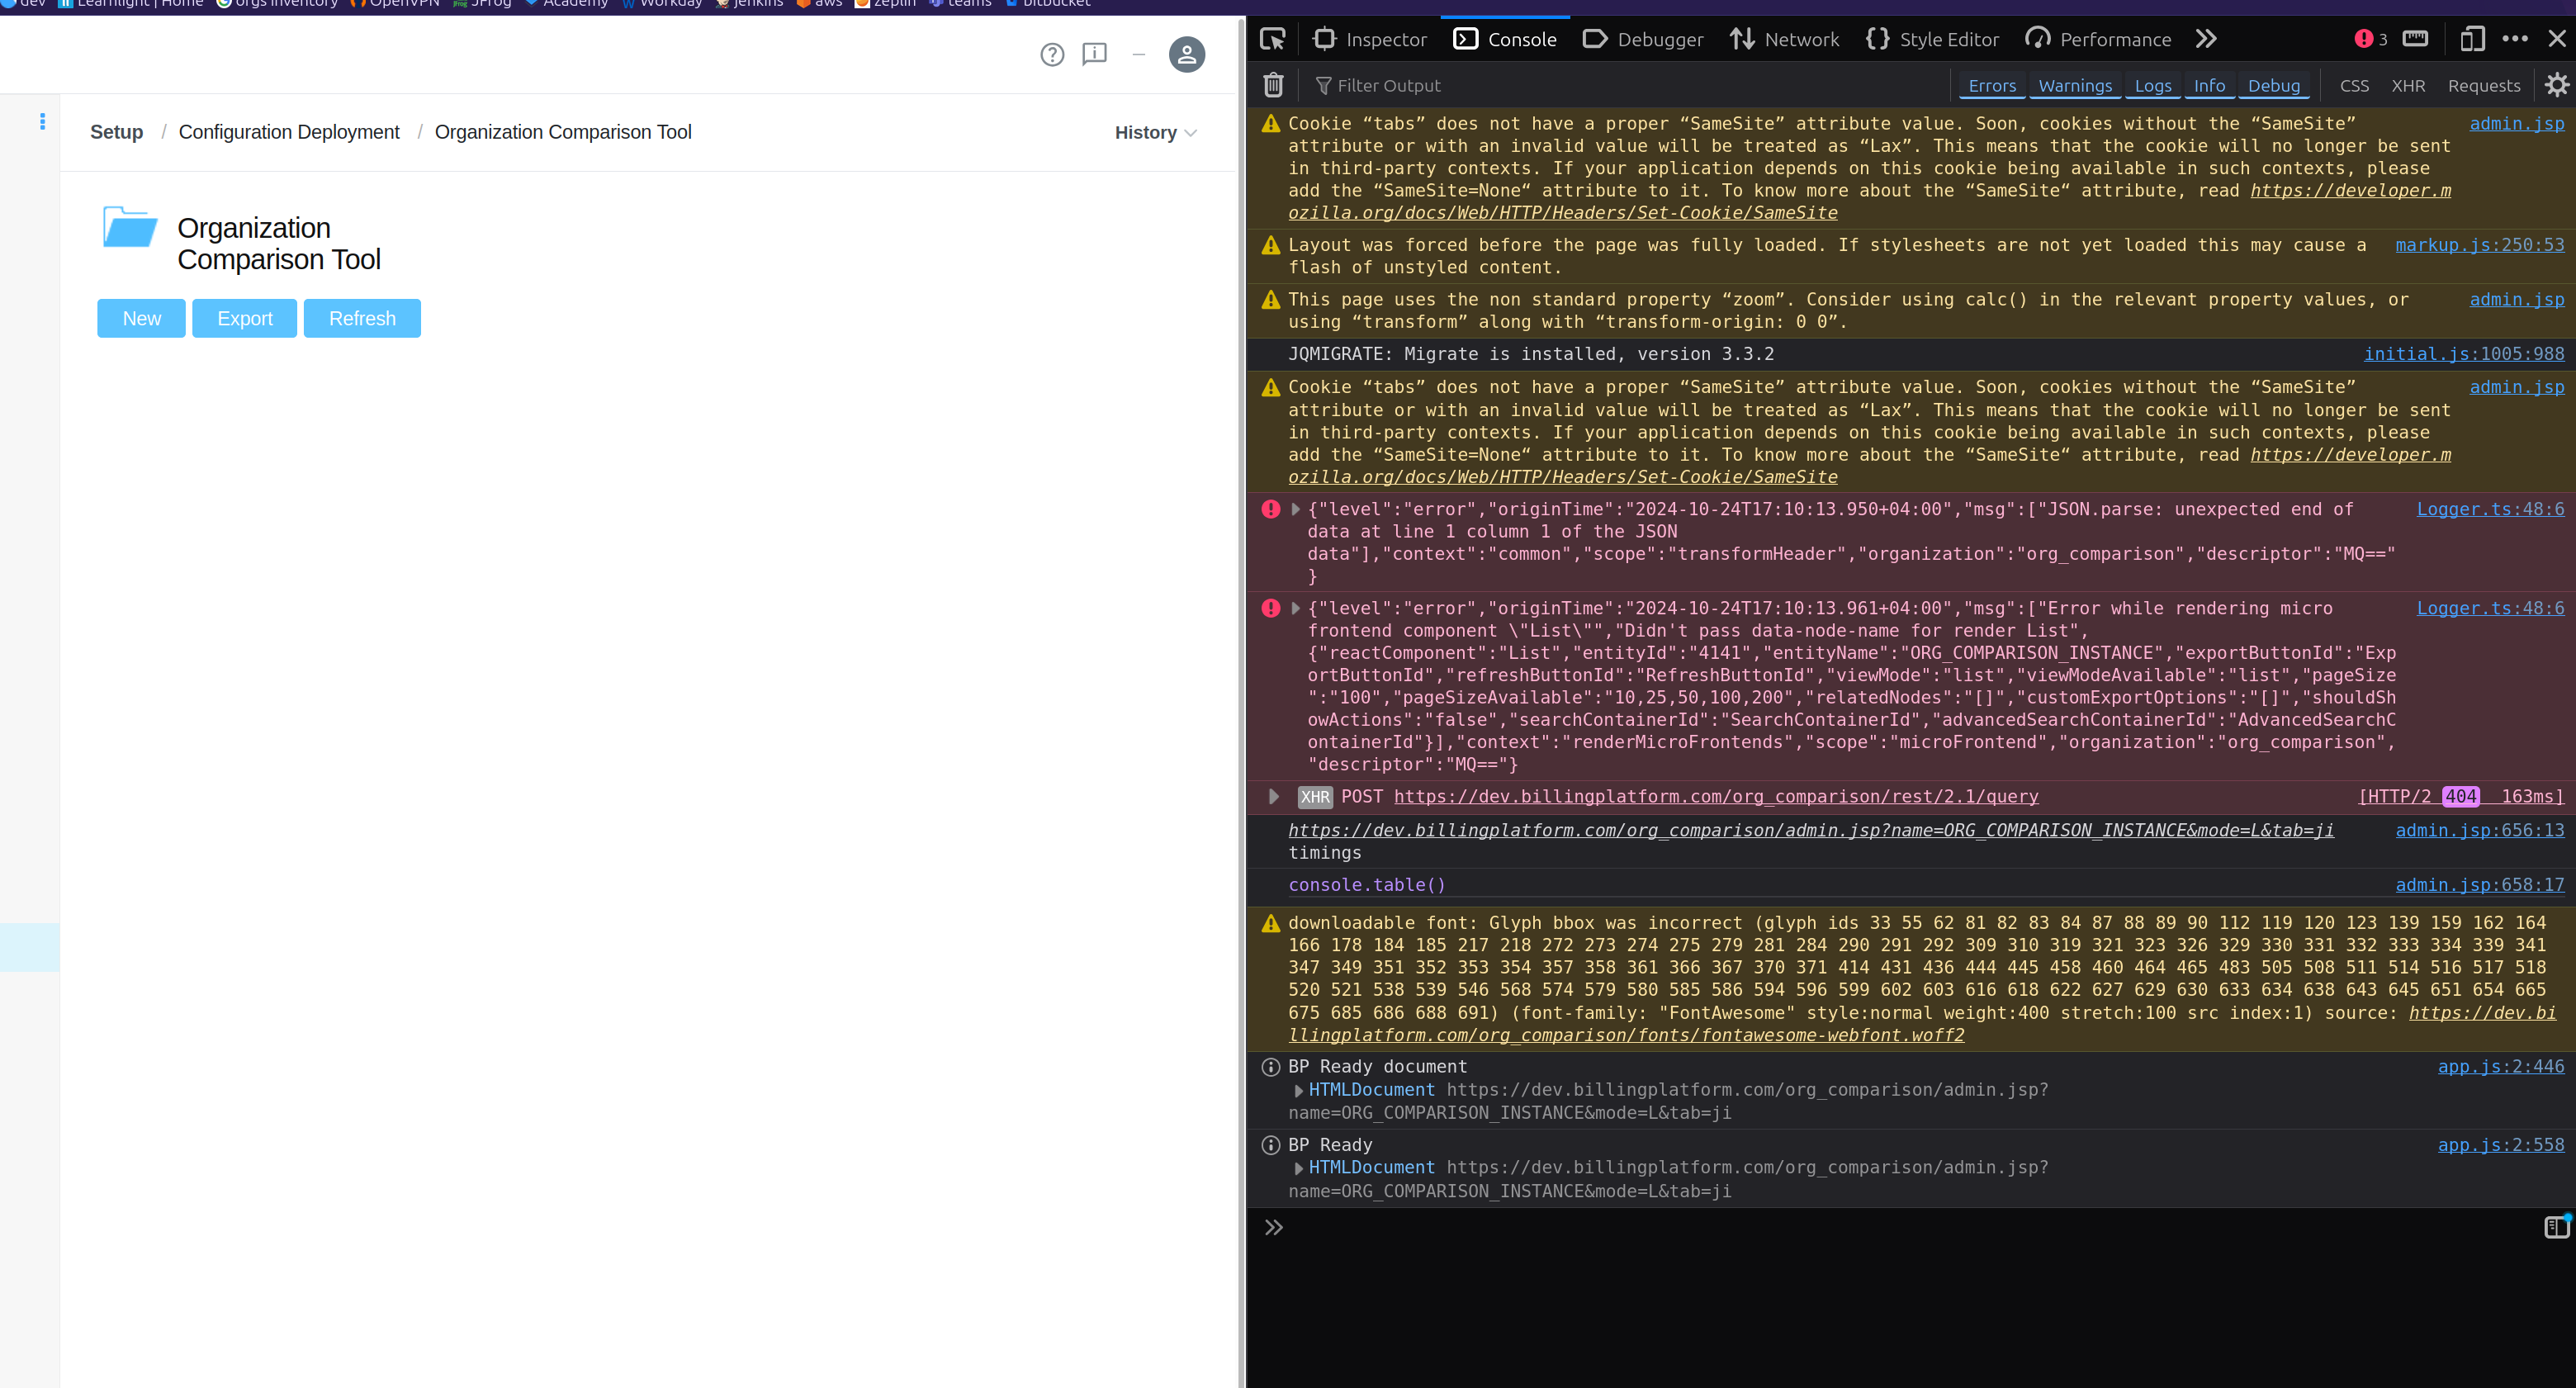 dev Learnlight | Home orgs inventory OpenVPN JFrog Academy Workday jenkins aws zeplin teams bitbucket
Setup / Configuration Deployment / Organization Comparison Tool
History
Organization
Comparison Tool
New Export Refresh
Inspector Console Debugger Network Style Editor Performance 3
Filter Output Errors Warnings Logs Info Debug CSS XHR Requests
Cookie “tabs” does not have a proper “SameSite” attribute value. Soon, cookies without the “SameSite” admin.jsp
attribute or with an invalid value will be treated as “Lax”. This means that the cookie will no longer be sent
in third-party contexts. If your application depends on this cookie being available in such contexts, please
add the “SameSite=None“ attribute to it. To know more about the “SameSite“ attribute, read https://developer.m
ozilla.org/docs/Web/HTTP/Headers/Set-Cookie/SameSite
Layout was forced before the page was fully loaded. If stylesheets are not yet loaded this may cause a markup.js:250:53
flash of unstyled content.
This page uses the non standard property “zoom”. Consider using calc() in the relevant property values, or admin.jsp
using “transform” along with “transform-origin: 0 0”.
JQMIGRATE: Migrate is installed, version 3.3.2 initial.js:1005:988
Cookie “tabs” does not have a proper “SameSite” attribute value. Soon, cookies without the “SameSite” admin.jsp
attribute or with an invalid value will be treated as “Lax”. This means that the cookie will no longer be sent
in third-party contexts. If your application depends on this cookie being available in such contexts, please
add the “SameSite=None“ attribute to it. To know more about the “SameSite“ attribute, read https://developer.m
ozilla.org/docs/Web/HTTP/Headers/Set-Cookie/SameSite
{"level":"error","originTime":"2024-10-24T17:10:13.950+04:00","msg":["JSON.parse: unexpected end of Logger.ts:48:6
data at line 1 column 1 of the JSON
data"],"context":"common","scope":"transformHeader","organization":"org_comparison","descriptor":"MQ=="
}
{"level":"error","originTime":"2024-10-24T17:10:13.961+04:00","msg":["Error while rendering micro Logger.ts:48:6
frontend component \"List\"","Didn't pass data-node-name for render List",
{"reactComponent":"List","entityId":"4141","entityName":"ORG_COMPARISON_INSTANCE","exportButtonId":"Exp
ortButtonId","refreshButtonId":"RefreshButtonId","viewMode":"list","viewModeAvailable":"list","pageSize
":"100","pageSizeAvailable":"10,25,50,100,200","relatedNodes":"[]","customExportOptions":"[]","shouldSh
owActions":"false","searchContainerId":"SearchContainerId","advancedSearchContainerId":"AdvancedSearchC
ontainerId"}],"context":"renderMicroFrontends","scope":"microFrontend","organization":"org_comparison",
"descriptor":"MQ=="}
XHR POST https://dev.billingplatform.com/org_comparison/rest/2.1/query [HTTP/2 404 163ms]
https://dev.billingplatform.com/org_comparison/admin.jsp?name=ORG_COMPARISON_INSTANCE&mode=L&tab=ji admin.jsp:656:13
timings
console.table() admin.jsp:658:17
downloadable font: Glyph bbox was incorrect (glyph ids 33 55 62 81 82 83 84 87 88 89 90 112 119 120 123 139 159 162 164
166 178 184 185 217 218 272 273 274 275 279 281 284 290 291 292 309 310 319 321 323 326 329 330 331 332 333 334 339 341
347 349 351 352 353 354 357 358 361 366 367 370 371 414 431 436 444 445 458 460 464 465 483 505 508 511 514 516 517 518
520 521 538 539 546 568 574 579 580 585 586 594 596 599 602 603 616 618 622 627 629 630 633 634 638 643 645 651 654 665
675 685 686 688 691) (font-family: "FontAwesome" style:normal weight:400 stretch:100 src index:1) source: https://dev.bi
llingplatform.com/org_comparison/fonts/fontawesome-webfont.woff2
BP Ready document app.js:2:446
HTMLDocument https://dev.billingplatform.com/org_comparison/admin.jsp?
name=ORG_COMPARISON_INSTANCE&mode=L&tab=ji
BP Ready app.js:2:558
HTMLDocument https://dev.billingplatform.com/org_comparison/admin.jsp?
name=ORG_COMPARISON_INSTANCE&mode=L&tab=ji